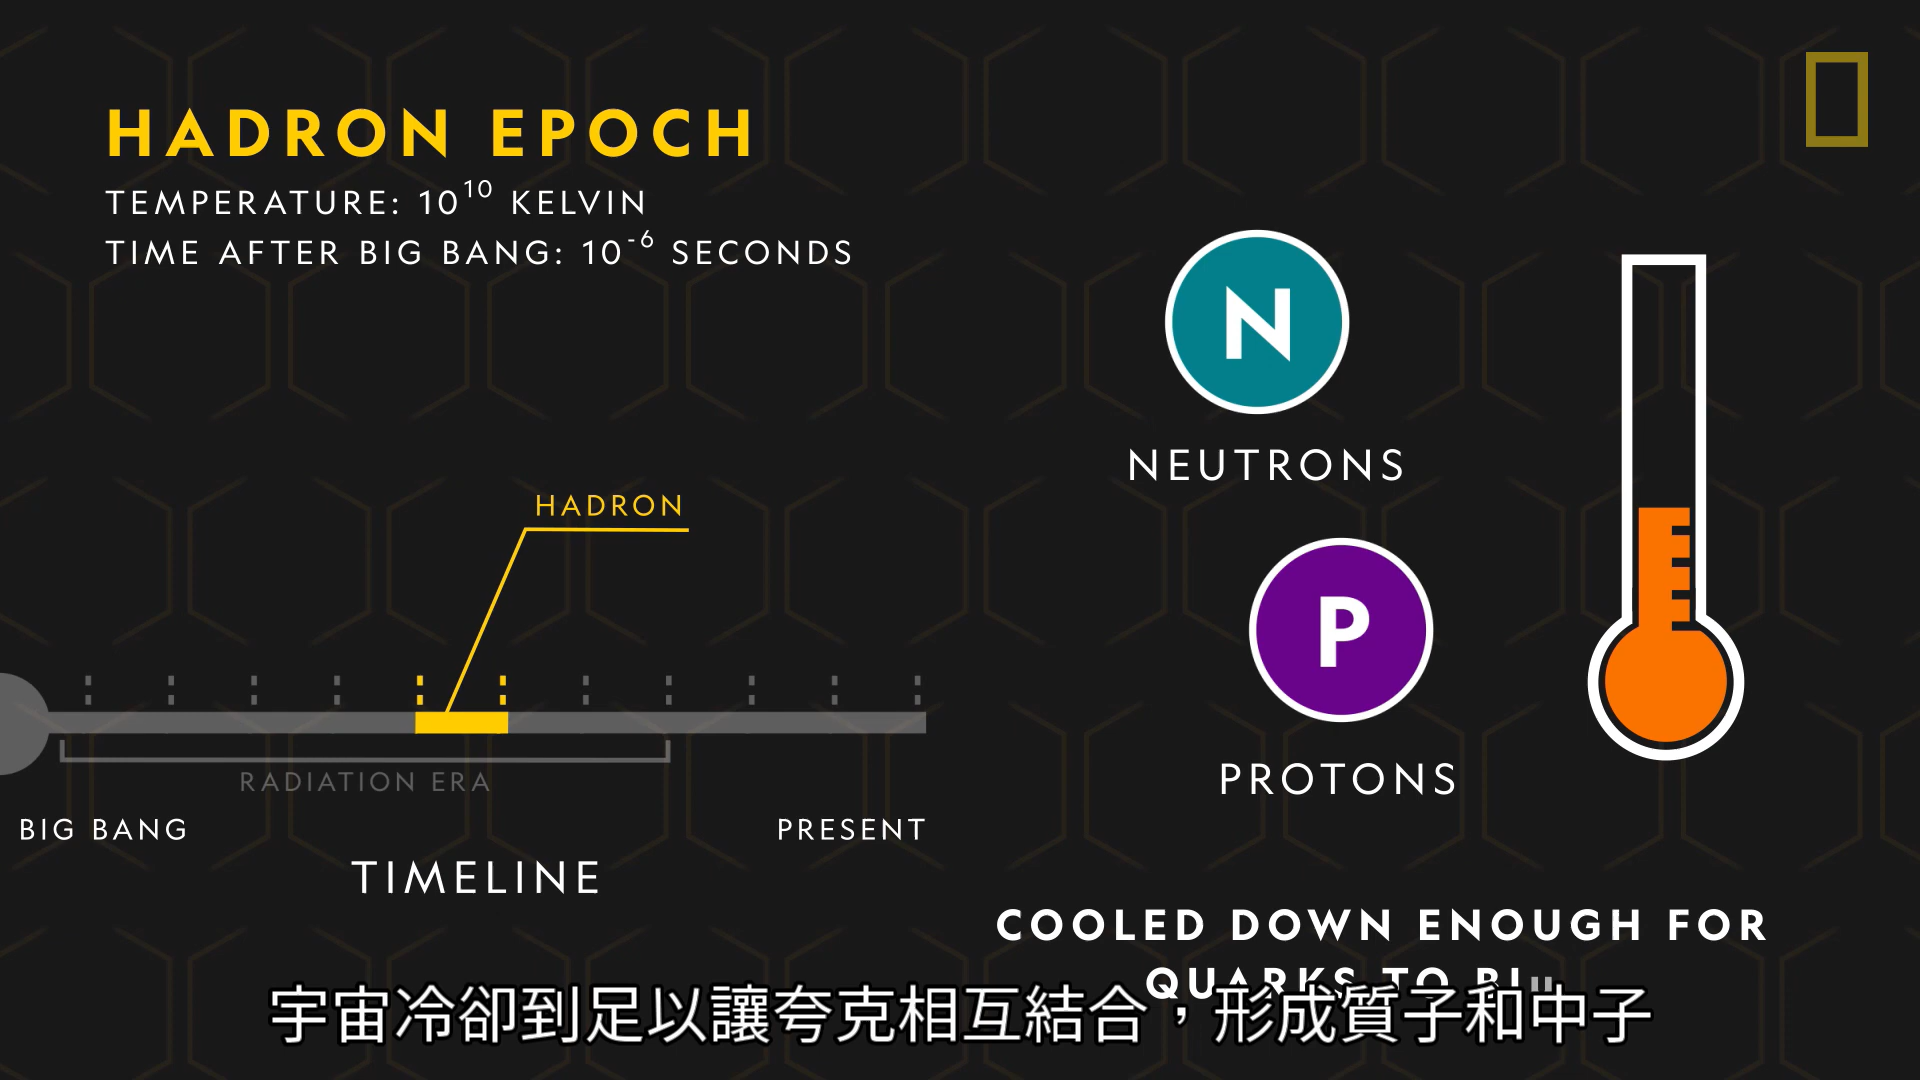 HADRON EPOCH
TEMPERATURE: 10¹⁰ KELVIN
TIME AFTER BIG BANG: 10⁻⁶ SECONDS
N
NEUTRONS
HADRON
P
PROTONS
RADIATION ERA
BIG BANG
PRESENT
TIMELINE
COOLED DOWN ENOUGH FOR
QUARKS TO
宇宙冷卻到足以讓夸克相互結合，形成質子和中子